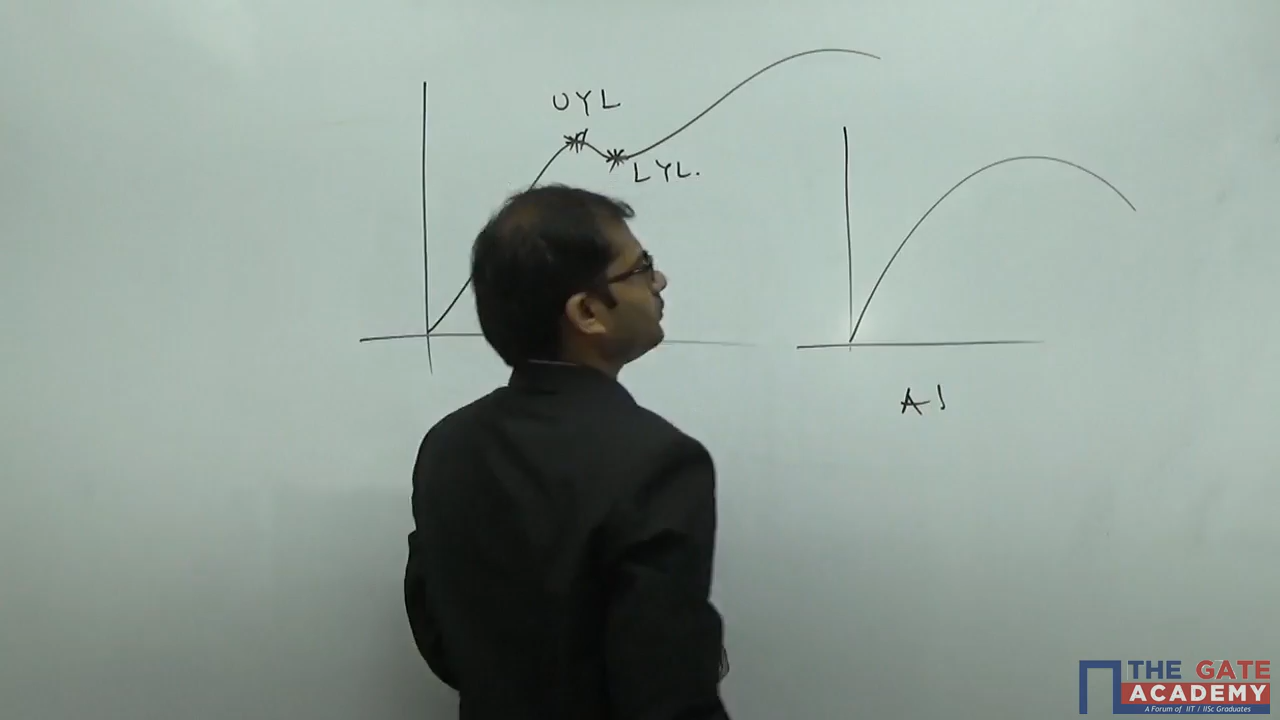 UYL
LYL.
Al
THE GATE
ACADEMY
A Forum of IIT / IISc Graduates